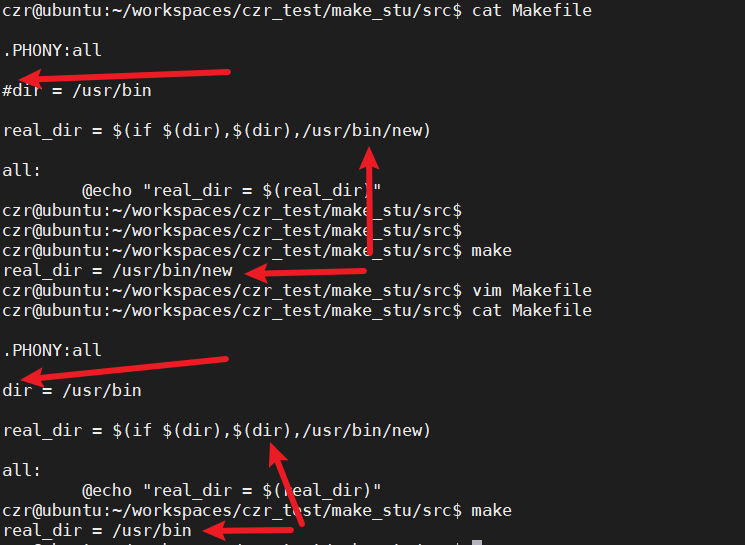 czr@ubuntu:~/workspaces/czr_test/make_stu/src$ cat Makefile
.PHONY:all
#dir = /usr/bin
real_dir = $(if $(dir),$(dir),/usr/bin/new)
all:
@echo "real_dir = $(real_dir)"
czr@ubuntu:~/workspaces/czr_test/make_stu/src$
czr@ubuntu:~/workspaces/czr_test/make_stu/src$
czr@ubuntu:~/workspaces/czr_test/make_stu/src$ make
real_dir = /usr/bin/new
czr@ubuntu:~/workspaces/czr_test/make_stu/src$ vim Makefile
czr@ubuntu:~/workspaces/czr_test/make_stu/src$ cat Makefile
.PHONY:all
dir = /usr/bin
real_dir = $(if $(dir),$(dir),/usr/bin/new)
all:
@echo "real_dir = $(real_dir)"
czr@ubuntu:~/workspaces/czr_test/make_stu/src$ make
real_dir = /usr/bin